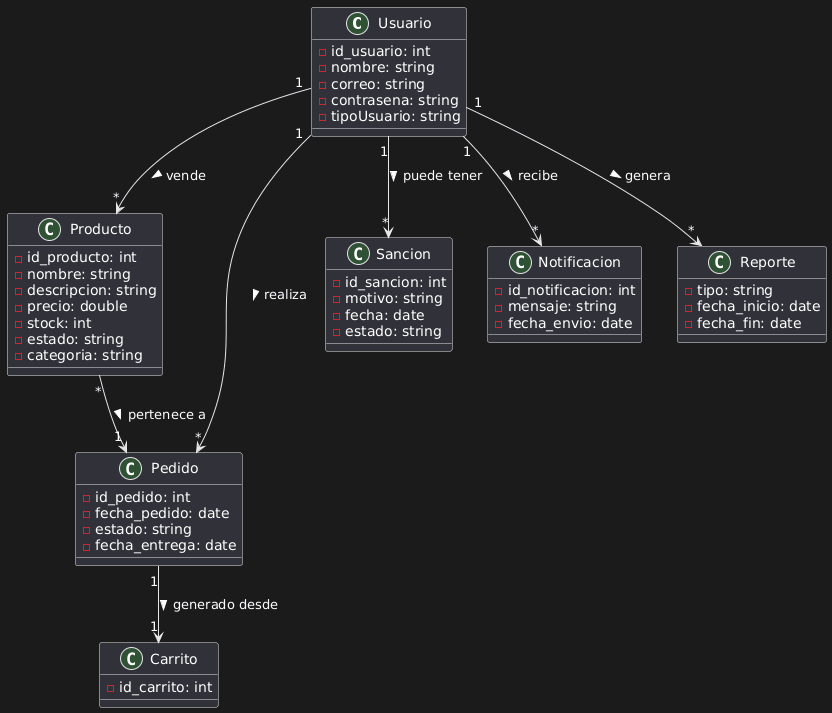 C Usuario
id_usuario: int
nombre: string
correo: string
contrasena: string
tipoUsuario: string
1
1
1
1
1
vende
puede tener
recibe
genera
*
*
*
*
C Producto
id_producto: int
nombre: string
descripcion: string
precio: double
stock: int
estado: string
categoria: string
realiza
C Sancion
id_sancion: int
motivo: string
fecha: date
estado: string
C Notificacion
id_notificacion: int
mensaje: string
fecha_envio: date
C Reporte
tipo: string
fecha_inicio: date
fecha_fin: date
*
pertenece a
1
*
C Pedido
id_pedido: int
fecha_pedido: date
estado: string
fecha_entrega: date
1
generado desde
1
C Carrito
id_carrito: int